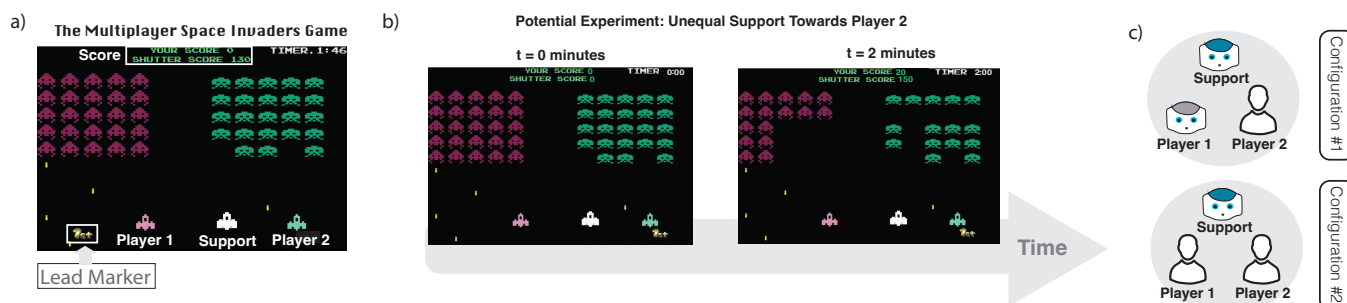 a)
The Multiplayer Space Invaders Game
Score
YOUR SCORE 0
SHUTTER SCORE 130
TIMER.1:46
1st
Player 1
Support
Player 2
Lead Marker
b)
Potential Experiment: Unequal Support Towards Player 2
t = 0 minutes
YOUR SCORE 0
SHUTTER SCORE 0
TIMER 0:00
1st
t = 2 minutes
YOUR SCORE 20
SHUTTER SCORE 150
TIMER 2:00
1st
Time
c)
Support
Player 1 Player 2
Configuration #1
Support
Player 1 Player 2
Configuration #2